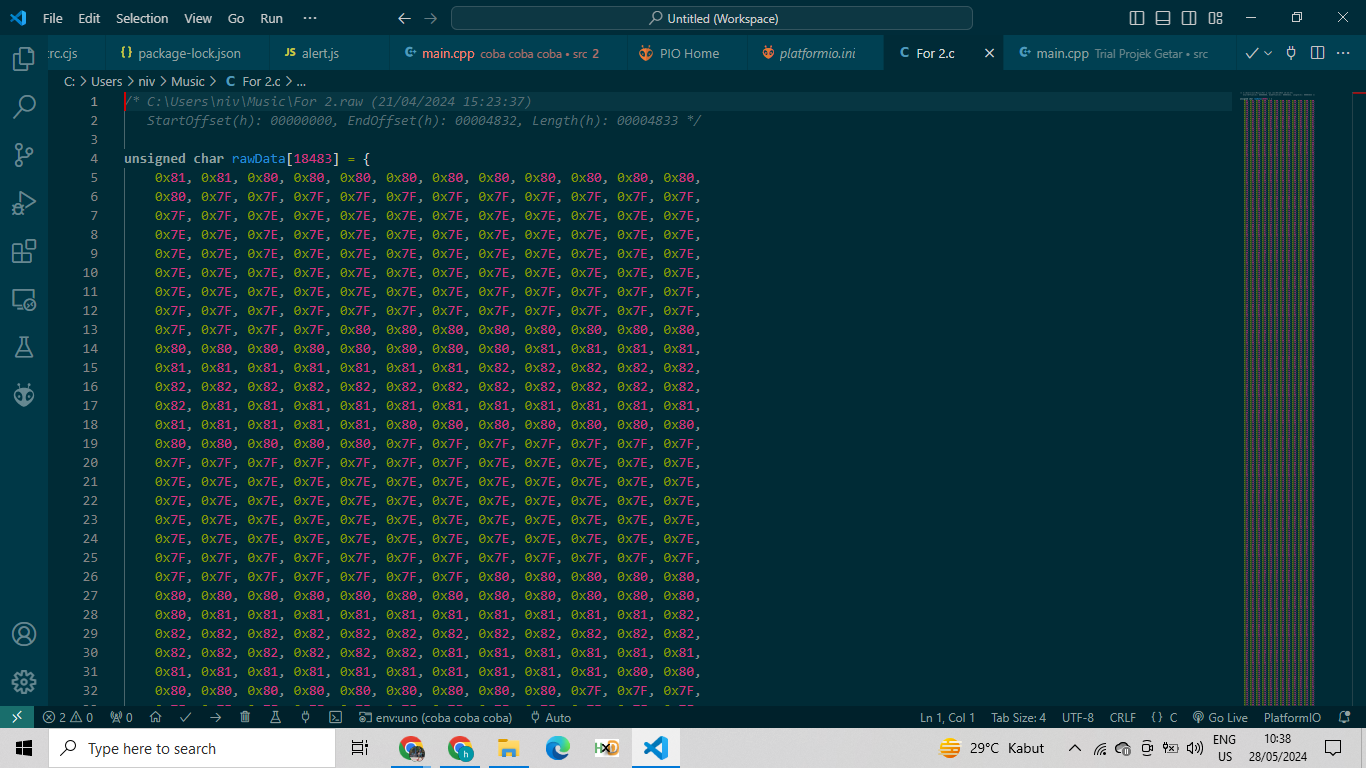 File Edit Selection View Go Run ··· Untitled (Workspace)
rc.cjs package-lock.json alert.js main.cpp coba coba coba • src 2 PIO Home platformio.ini For 2.c main.cpp Trial Projek Getar • src
C: > Users > niv > Music > C For 2.c > ...
1 /* C:\Users\niv\Music\For 2.raw (21/04/2024 15:23:37)
2 StartOffset(h): 00000000, EndOffset(h): 00004832, Length(h): 00004833 */
3
4 unsigned char rawData[18483] = {
5 0x81, 0x81, 0x80, 0x80, 0x80, 0x80, 0x80, 0x80, 0x80, 0x80, 0x80, 0x80,
6 0x80, 0x7F, 0x7F, 0x7F, 0x7F, 0x7F, 0x7F, 0x7F, 0x7F, 0x7F, 0x7F, 0x7F,
7 0x7F, 0x7F, 0x7E, 0x7E, 0x7E, 0x7E, 0x7E, 0x7E, 0x7E, 0x7E, 0x7E, 0x7E,
8 0x7E, 0x7E, 0x7E, 0x7E, 0x7E, 0x7E, 0x7E, 0x7E, 0x7E, 0x7E, 0x7E, 0x7E,
9 0x7E, 0x7E, 0x7E, 0x7E, 0x7E, 0x7E, 0x7E, 0x7E, 0x7E, 0x7E, 0x7E, 0x7E,
10 0x7E, 0x7E, 0x7E, 0x7E, 0x7E, 0x7E, 0x7E, 0x7E, 0x7E, 0x7E, 0x7E, 0x7E,
11 0x7E, 0x7E, 0x7E, 0x7E, 0x7E, 0x7E, 0x7E, 0x7F, 0x7F, 0x7F, 0x7F, 0x7F,
12 0x7F, 0x7F, 0x7F, 0x7F, 0x7F, 0x7F, 0x7F, 0x7F, 0x7F, 0x7F, 0x7F, 0x7F,
13 0x7F, 0x7F, 0x7F, 0x7F, 0x80, 0x80, 0x80, 0x80, 0x80, 0x80, 0x80, 0x80,
14 0x80, 0x80, 0x80, 0x80, 0x80, 0x80, 0x80, 0x80, 0x81, 0x81, 0x81, 0x81,
15 0x81, 0x81, 0x81, 0x81, 0x81, 0x81, 0x81, 0x82, 0x82, 0x82, 0x82, 0x82,
16 0x82, 0x82, 0x82, 0x82, 0x82, 0x82, 0x82, 0x82, 0x82, 0x82, 0x82, 0x82,
17 0x82, 0x81, 0x81, 0x81, 0x81, 0x81, 0x81, 0x81, 0x81, 0x81, 0x81, 0x81,
18 0x81, 0x81, 0x81, 0x81, 0x81, 0x80, 0x80, 0x80, 0x80, 0x80, 0x80, 0x80,
19 0x80, 0x80, 0x80, 0x80, 0x80, 0x7F, 0x7F, 0x7F, 0x7F, 0x7F, 0x7F, 0x7F,
20 0x7F, 0x7F, 0x7F, 0x7F, 0x7F, 0x7F, 0x7F, 0x7E, 0x7E, 0x7E, 0x7E, 0x7E,
21 0x7E, 0x7E, 0x7E, 0x7E, 0x7E, 0x7E, 0x7E, 0x7E, 0x7E, 0x7E, 0x7E, 0x7E,
22 0x7E, 0x7E, 0x7E, 0x7E, 0x7E, 0x7E, 0x7E, 0x7E, 0x7E, 0x7E, 0x7E, 0x7E,
23 0x7E, 0x7E, 0x7E, 0x7E, 0x7E, 0x7E, 0x7E, 0x7E, 0x7E, 0x7E, 0x7E, 0x7E,
24 0x7E, 0x7E, 0x7E, 0x7E, 0x7E, 0x7E, 0x7E, 0x7E, 0x7E, 0x7E, 0x7E, 0x7E,
25 0x7F, 0x7F, 0x7F, 0x7F, 0x7F, 0x7F, 0x7F, 0x7F, 0x7F, 0x7F, 0x7F, 0x7F,
26 0x7F, 0x7F, 0x7F, 0x7F, 0x7F, 0x7F, 0x7F, 0x80, 0x80, 0x80, 0x80, 0x80,
27 0x80, 0x80, 0x80, 0x80, 0x80, 0x80, 0x80, 0x80, 0x80, 0x80, 0x80, 0x80,
28 0x80, 0x81, 0x81, 0x81, 0x81, 0x81, 0x81, 0x81, 0x81, 0x81, 0x81, 0x82,
29 0x82, 0x82, 0x82, 0x82, 0x82, 0x82, 0x82, 0x82, 0x82, 0x82, 0x82, 0x82,
30 0x82, 0x82, 0x82, 0x82, 0x82, 0x82, 0x81, 0x81, 0x81, 0x81, 0x81, 0x81,
31 0x81, 0x81, 0x81, 0x81, 0x81, 0x81, 0x81, 0x81, 0x81, 0x81, 0x80, 0x80,
32 0x80, 0x80, 0x80, 0x80, 0x80, 0x80, 0x80, 0x80, 0x80, 0x7F, 0x7F, 0x7F,
2 0 0 env:uno (coba coba coba) Auto Ln 1, Col 1 Tab Size: 4 UTF-8 CRLF {} C Go Live PlatformIO
Type here to search 29°C Kabut ENG US 10:38 28/05/2024